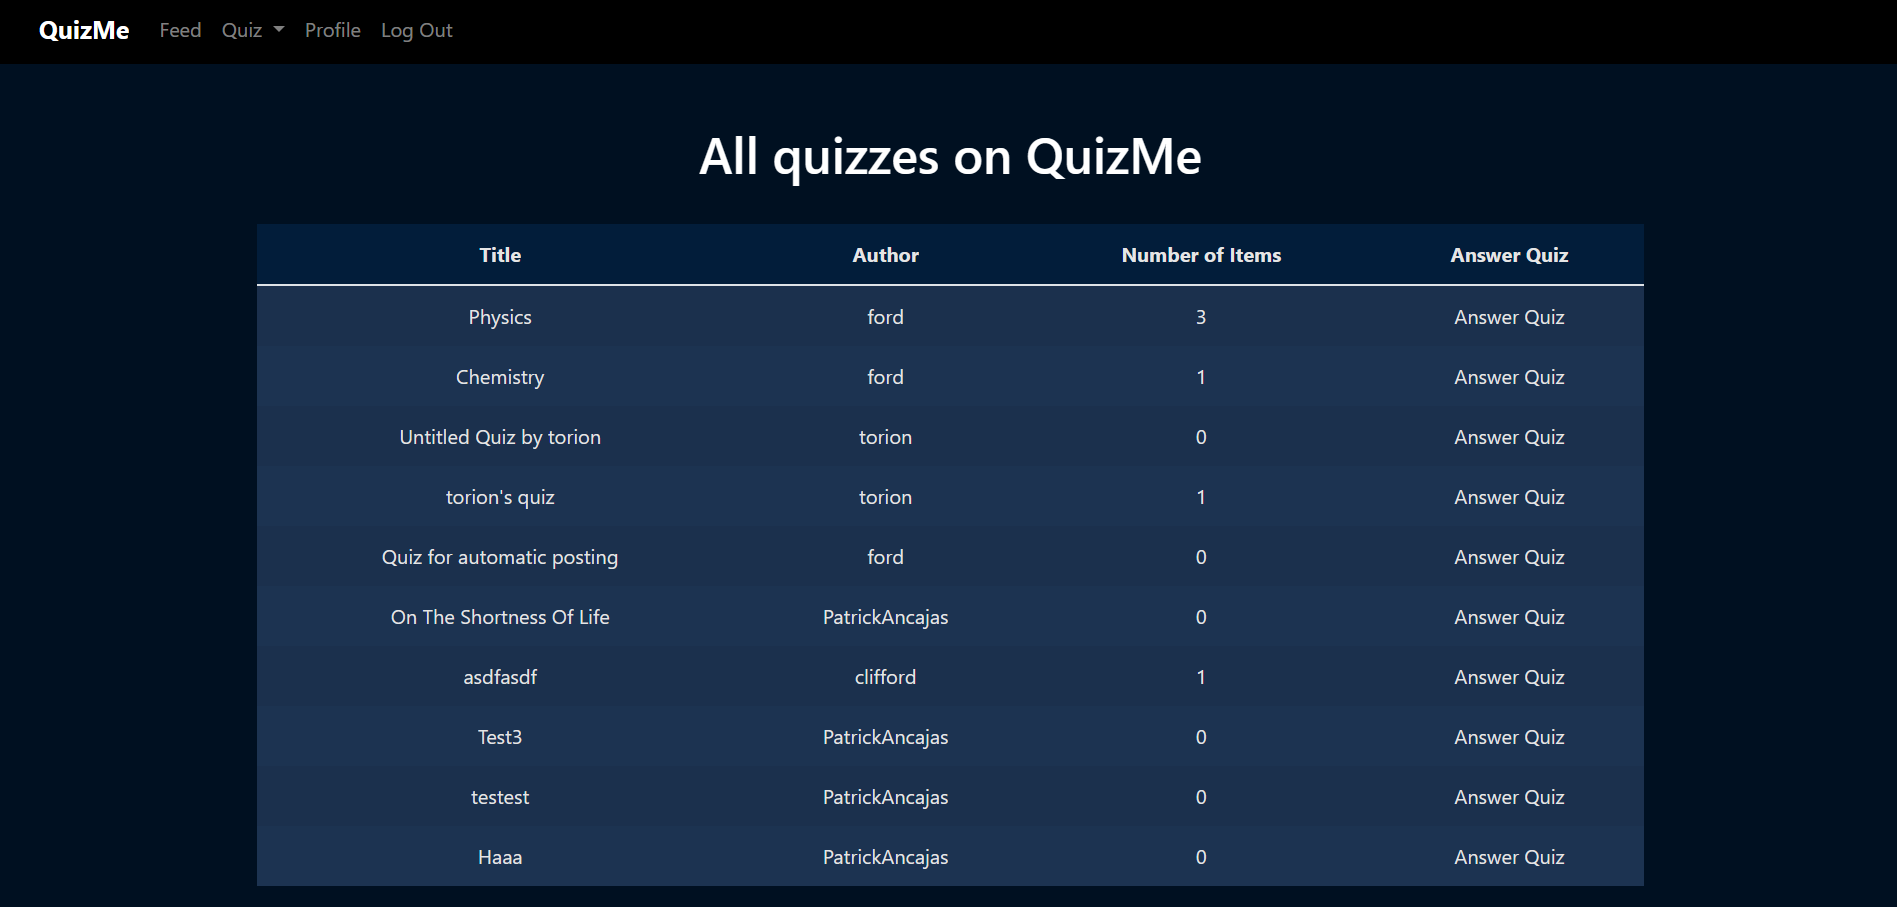 QuizMe Feed Quiz Profile Log Out
All quizzes on QuizMe
Title Author Number of Items Answer Quiz
Physics ford 3 Answer Quiz
Chemistry ford 1 Answer Quiz
Untitled Quiz by torion torion 0 Answer Quiz
torion's quiz torion 1 Answer Quiz
Quiz for automatic posting ford 0 Answer Quiz
On The Shortness Of Life PatrickAncajas 0 Answer Quiz
asdfasdf clifford 1 Answer Quiz
Test3 PatrickAncajas 0 Answer Quiz
testest PatrickAncajas 0 Answer Quiz
Haaa PatrickAncajas 0 Answer Quiz